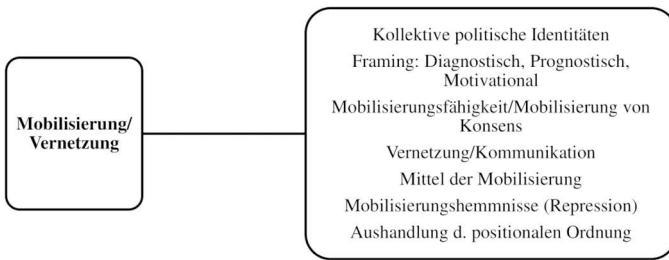 Mobilisierung/
Vernetzung
Kollektive politische Identitäten
Framing: Diagnostisch, Prognostisch,
Motivational
Mobilisierungsfähigkeit/Mobilisierung von
Konsens
Vernetzung/Kommunikation
Mittel der Mobilisierung
Mobilisierungshemmnisse (Repression)
Aushandlung d. positionalen Ordnung